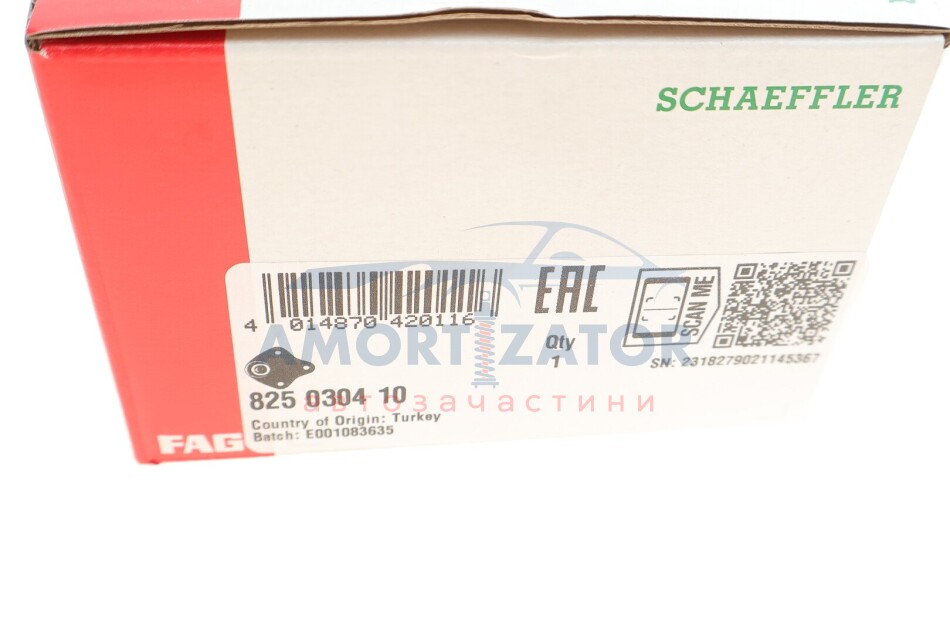 SCHAEFFLER
EAC
SCAN ME
4 014870 420116
Qty
1
SN: 2318279021145367
AMORTIZATOR
825 0304 10
автозачастини
Country of Origin: Turkey
Batch: E001083635
FAG